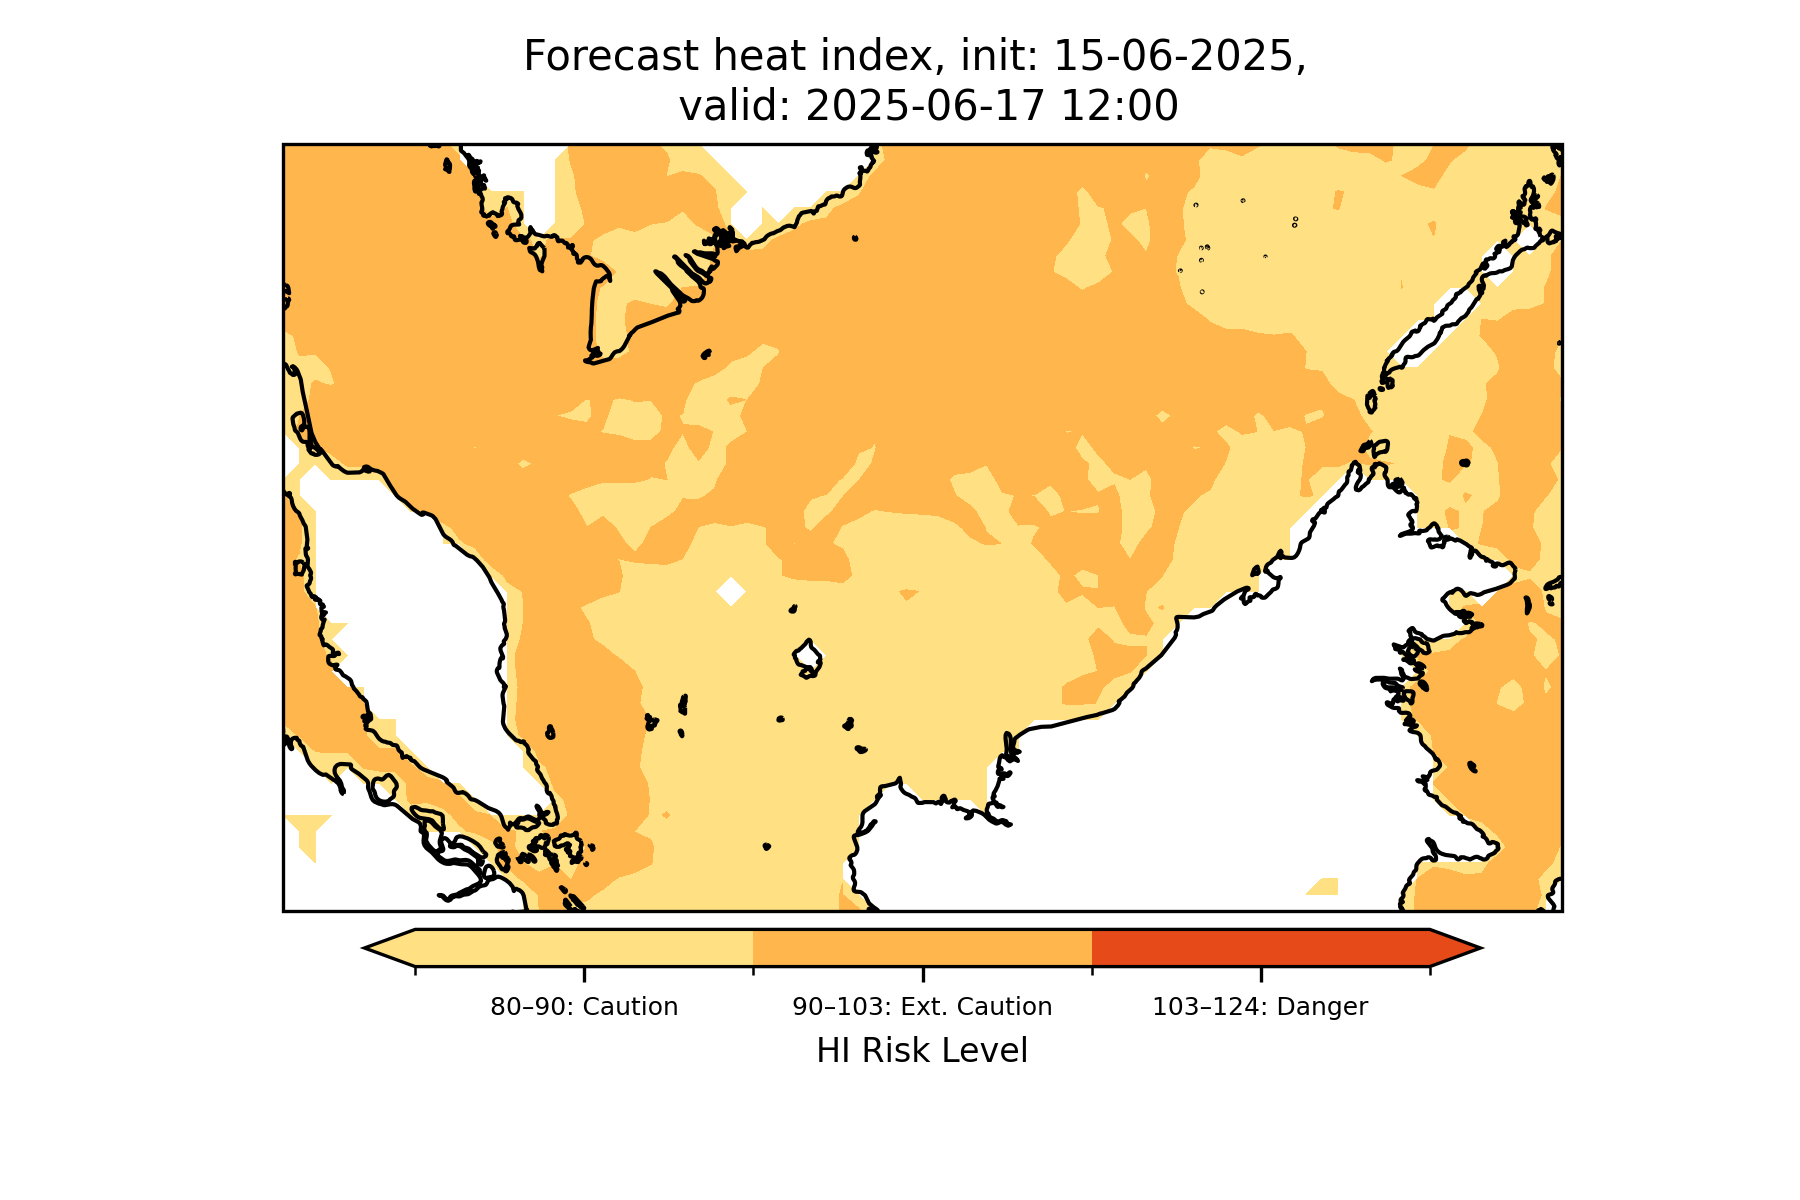 Forecast heat index, init: 15-06-2025,
valid: 2025-06-17 12:00
80–90: Caution
90–103: Ext. Caution
103–124: Danger
HI Risk Level